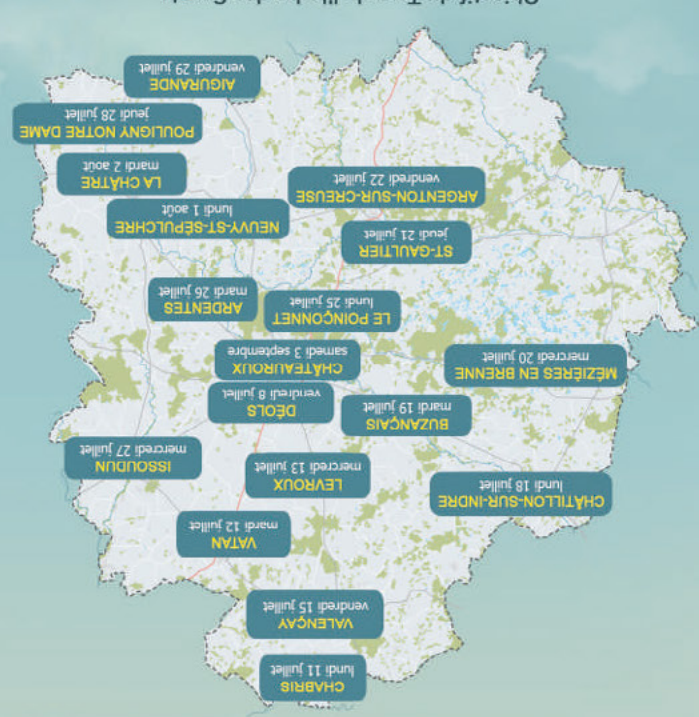 CHABRIS
lundi 11 juillet
VALENÇAY
vendredi 15 juillet
VATAN
mardi 12 juillet
CHÂTILLON-SUR-INDRE
lundi 18 juillet
LEVROUX
mercredi 13 juillet
ISSOUDUN
mercredi 27 juillet
BUZANÇAIS
mardi 19 juillet
DÉOLS
vendredi 8 juillet
MÉZIÈRES EN BRENNE
mercredi 20 juillet
CHÂTEAUROUX
samedi 3 septembre
LE POINÇONNET
lundi 25 juillet
ARDENTES
mardi 26 juillet
ST-GAULTIER
jeudi 21 juillet
NEUVY-ST-SÉPULCHRE
lundi 1 août
ARGENTON-SUR-CREUSE
vendredi 22 juillet
LA CHÂTRE
mardi 2 août
POULIGNY NOTRE DAME
jeudi 28 juillet
AIGURANDE
vendredi 29 juillet